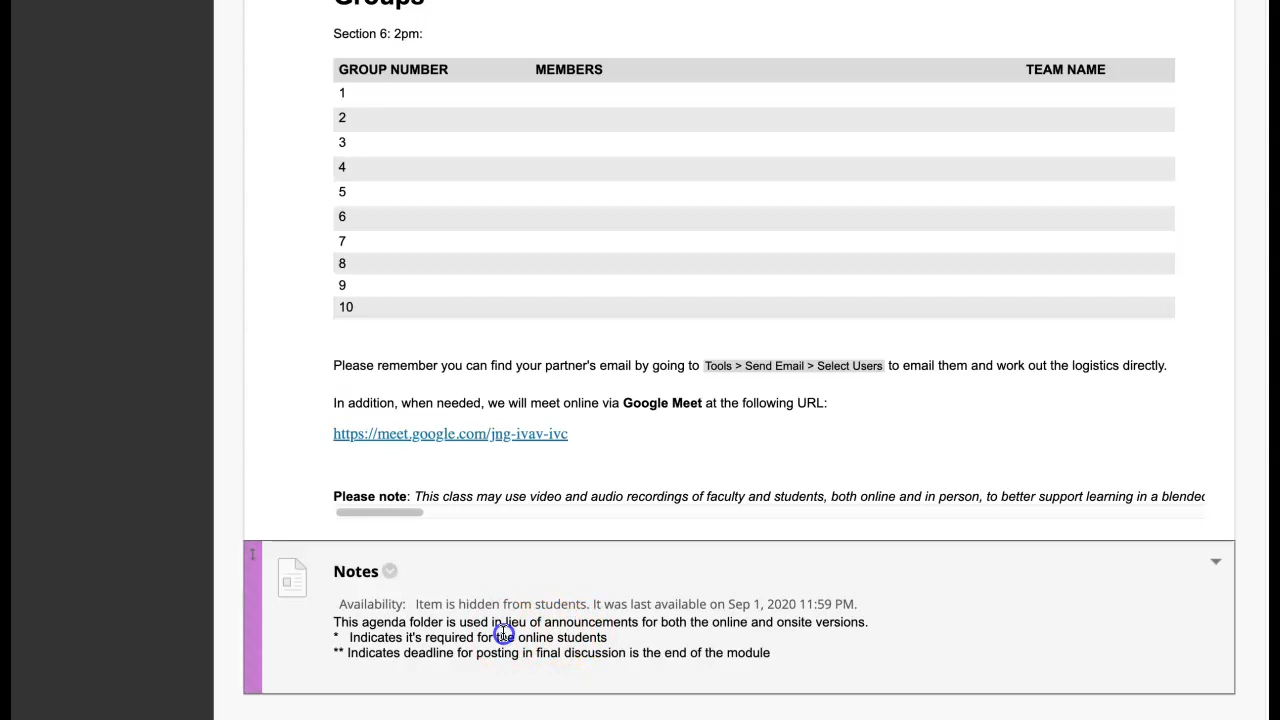 Groups
Section 6: 2pm:
GROUP NUMBER MEMBERS TEAM NAME
1
2
3
4
5
6
7
8
9
10
Please remember you can find your partner's email by going to Tools > Send Email > Select Users to email them and work out the logistics directly.
In addition, when needed, we will meet online via Google Meet at the following URL:
https://meet.google.com/jng-ivav-ivc
Please note: This class may use video and audio recordings of faculty and students, both online and in person, to better support learning in a blended
Notes
Availability: Item is hidden from students. It was last available on Sep 1, 2020 11:59 PM.
This agenda folder is used in lieu of announcements for both the online and onsite versions.
* Indicates it's required for the online students
** Indicates deadline for posting in final discussion is the end of the module